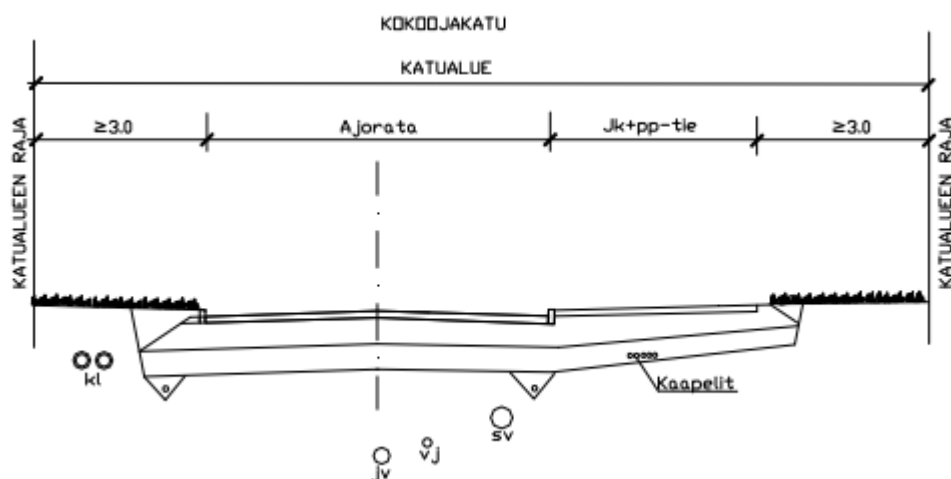 KOKOOJAKATU
KATUALUE
≥3.0
Ajorata
Jk+pp-tie
≥3.0
KATUALUEEN RAJA
KATUALUEEN RAJA
kl
Kaapelit
sv
vj
jv